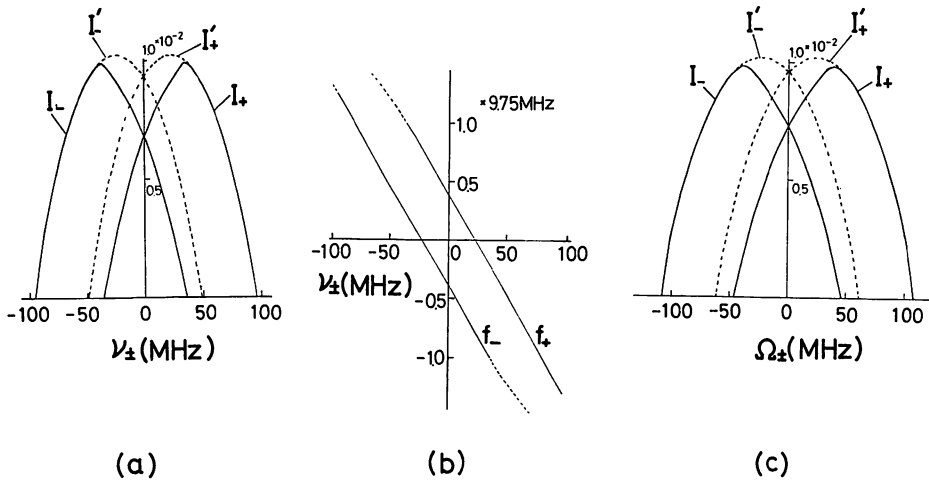 I'₋ I'₊
1.0 × 10⁻²
I₋ I₊
0.5
-100 -50 0 50 100
ν± (MHz)
(a)
× 9.75MHz
1.0
0.5
-100 -50 0 50 100
ν± (MHz)
-0.5
-1.0
f₋ f₊
(b)
I'₋ I'₊
1.0 × 10⁻²
I₋ I₊
0.5
-100 -50 0 50 100
Ω± (MHz)
(c)